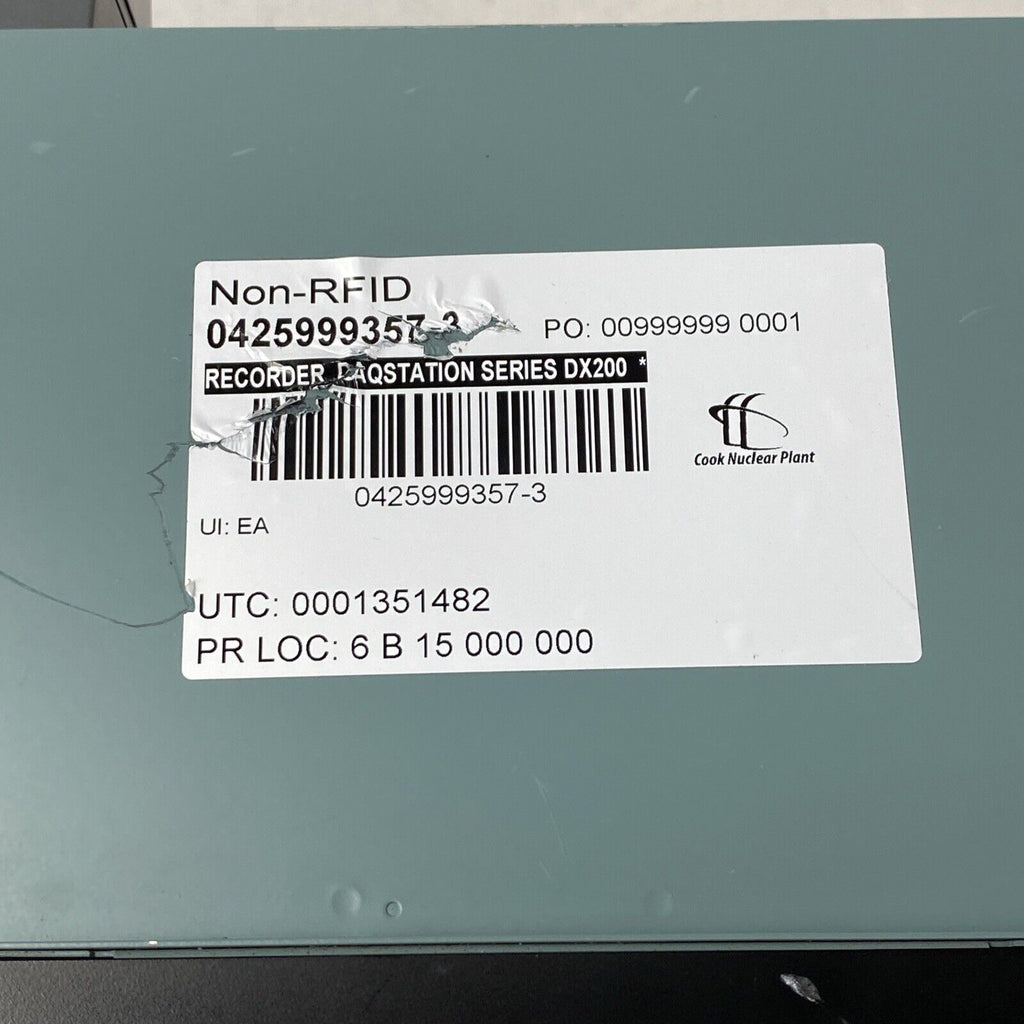 Non-RFID
0425999357-3
PO: 00999999 0001
RECORDER DAQSTATION SERIES DX200 *
Cook Nuclear Plant
0425999357-3
UI: EA
UTC: 0001351482
PR LOC: 6 B 15 000 000